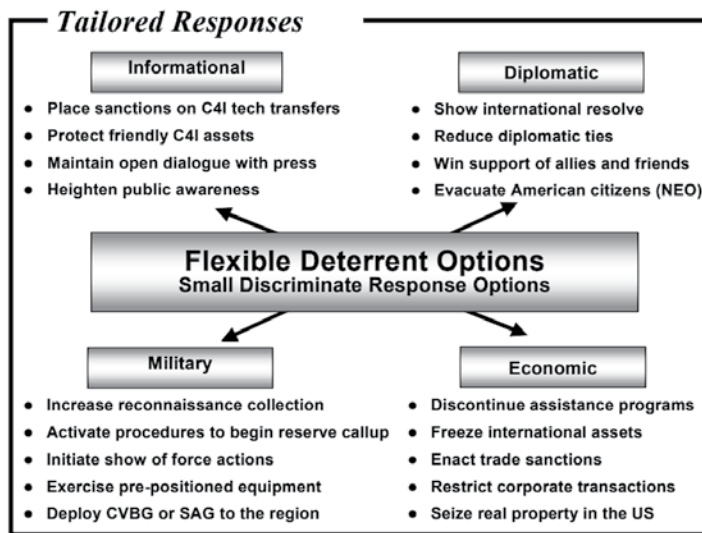 Tailored Responses
Informational
• Place sanctions on C4I tech transfers
• Protect friendly C4I assets
• Maintain open dialogue with press
• Heighten public awareness
Diplomatic
• Show international resolve
• Reduce diplomatic ties
• Win support of allies and friends
• Evacuate American citizens (NEO)
Flexible Deterrent Options
Small Discriminate Response Options
Military
• Increase reconnaissance collection
• Activate procedures to begin reserve callup
• Initiate show of force actions
• Exercise pre-positioned equipment
• Deploy CVBG or SAG to the region
Economic
• Discontinue assistance programs
• Freeze international assets
• Enact trade sanctions
• Restrict corporate transactions
• Seize real property in the US